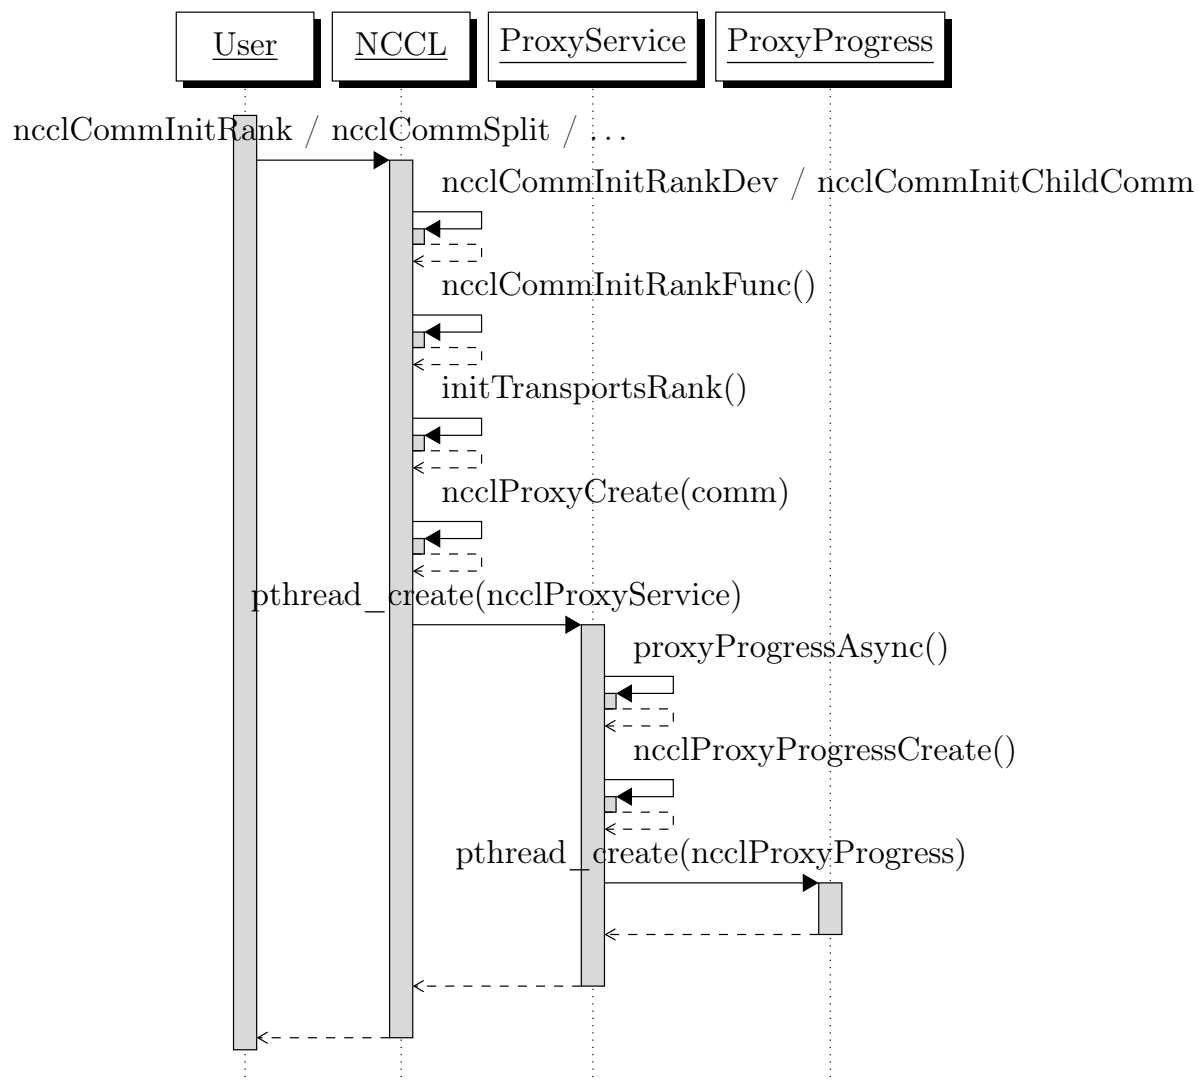 User
NCCL
ProxyService
ProxyProgress
ncclCommInitRank / ncclCommSplit / ...
ncclCommInitRankDev / ncclCommInitChildComm
ncclCommInitRankFunc()
initTransportsRank()
ncclProxyCreate(comm)
pthread_create(ncclProxyService)
proxyProgressAsync()
ncclProxyProgressCreate()
pthread_create(ncclProxyProgress)